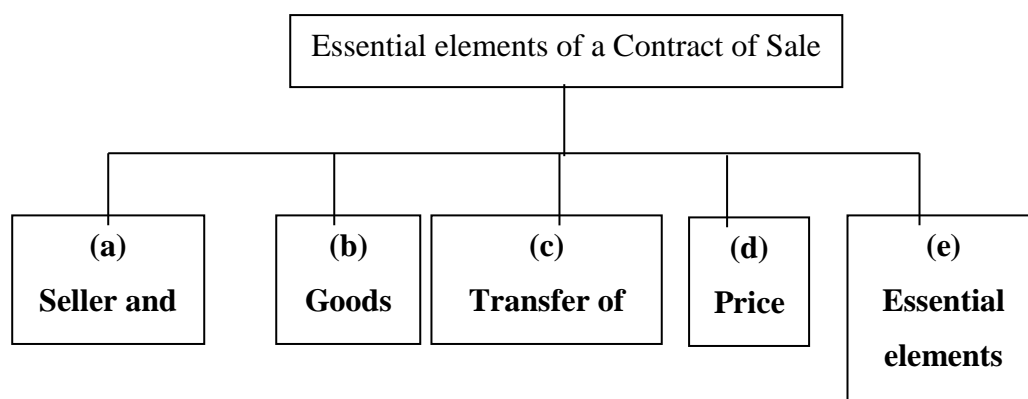 Essential elements of a Contract of Sale
(a)
Seller and
(b)
Goods
(c)
Transfer of
(d)
Price
(e)
Essential
elements